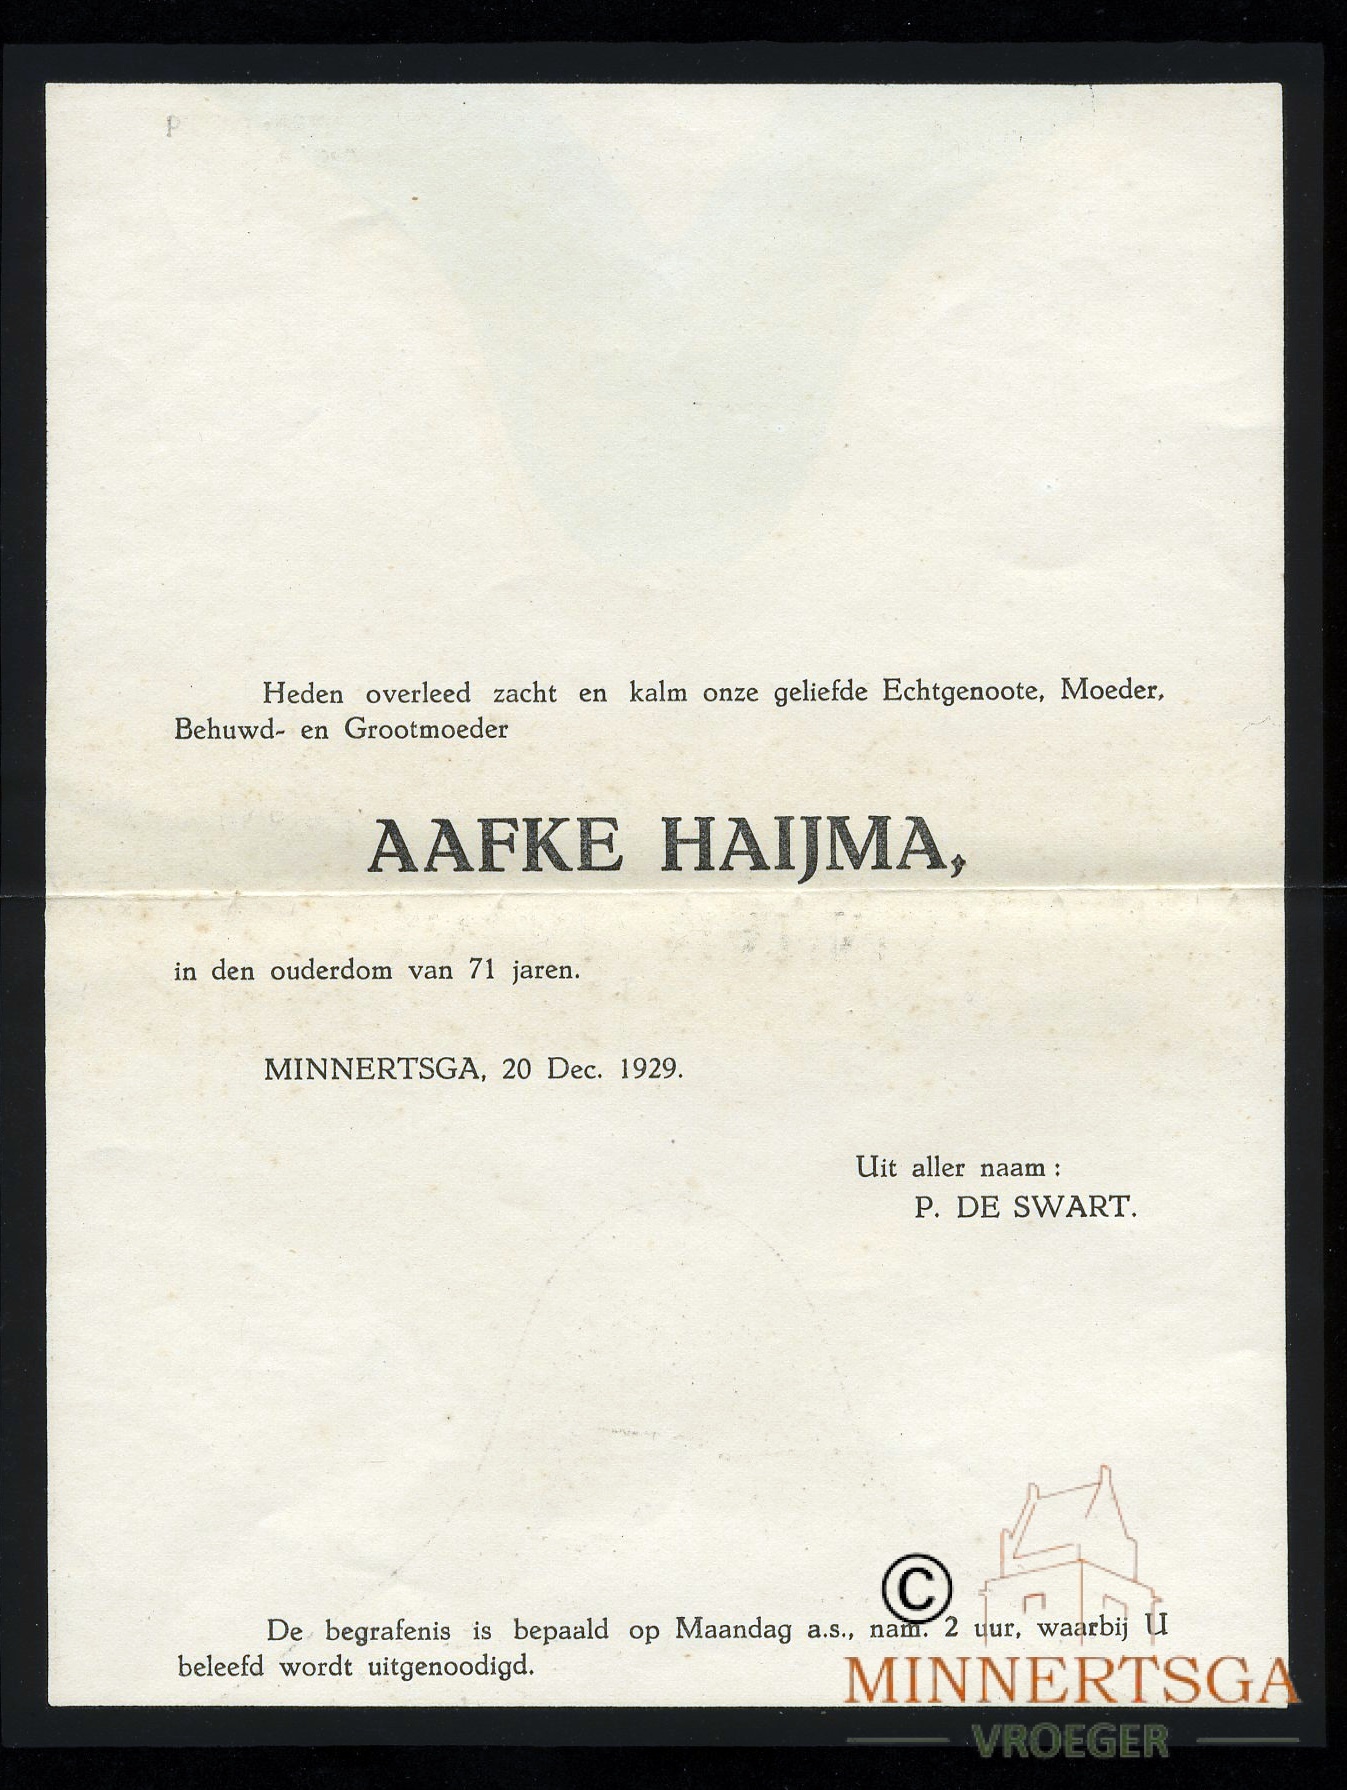 Heden overleed zacht en kalm onze geliefde Echtgenoote, Moeder,
Behuwd- en Grootmoeder
AAFKE HAIJMA,
in den ouderdom van 71 jaren.
MINNERTSGA, 20 Dec. 1929.
Uit aller naam :
P. DE SWART.
De begrafenis is bepaald op Maandag a.s., nam. 2 uur, waarbij U
beleefd wordt uitgenoodigd.
©
MINNERTSGA
VROEGER